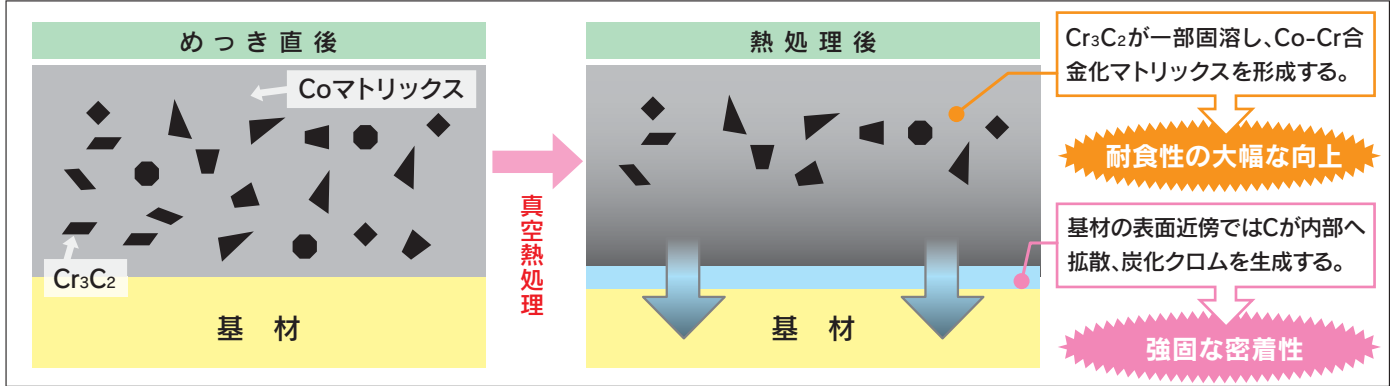 めっき直後
Coマトリックス
Cr₃C₂
基材
真空熱処理
熱処理後
基材
Cr₃C₂が一部固溶し、Co-Cr合
金化マトリックスを形成する。
耐食性の大幅な向上
基材の表面近傍ではCが内部へ
拡散、炭化クロムを生成する。
強固な密着性